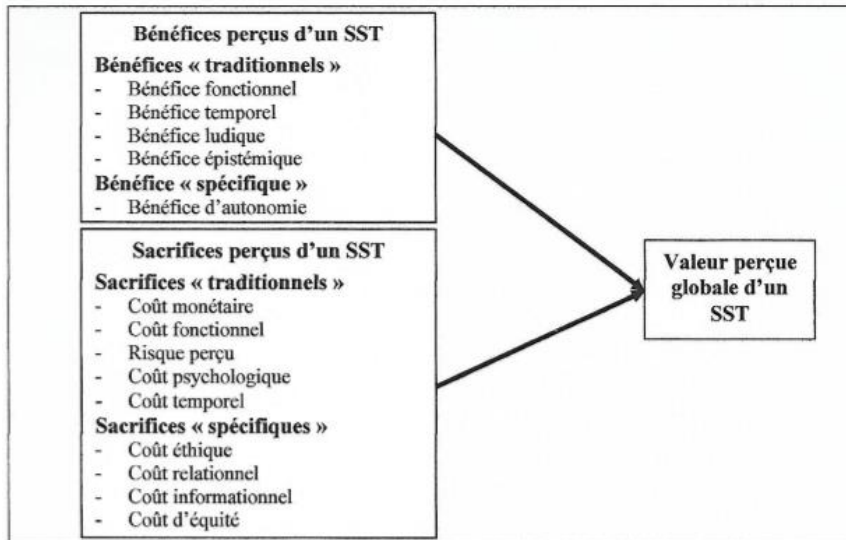 Bénéfices perçus d'un SST
Bénéfices « traditionnels »
- Bénéfice fonctionnel
- Bénéfice temporel
- Bénéfice ludique
- Bénéfice épistémique
Bénéfice « spécifique »
- Bénéfice d'autonomie
Sacrifices perçus d'un SST
Sacrifices « traditionnels »
- Coût monétaire
- Coût fonctionnel
- Risque perçu
- Coût psychologique
- Coût temporel
Sacrifices « spécifiques »
- Coût éthique
- Coût relationnel
- Coût informationnel
- Coût d'équité
Valeur perçue
globale d'un
SST